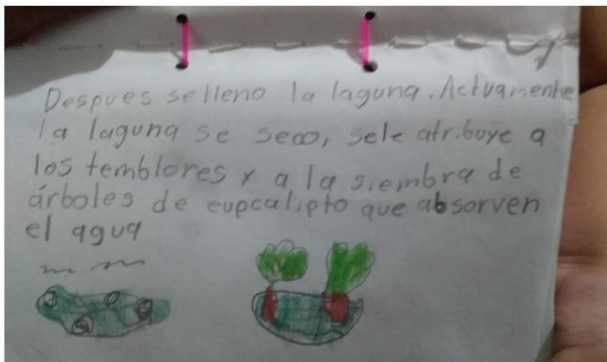 Despues se lleno la laguna. Actuamente
la laguna se seco, sele atribuye a
los temblores y a la siembra de
árboles de eupcalipto que absorven
el agua